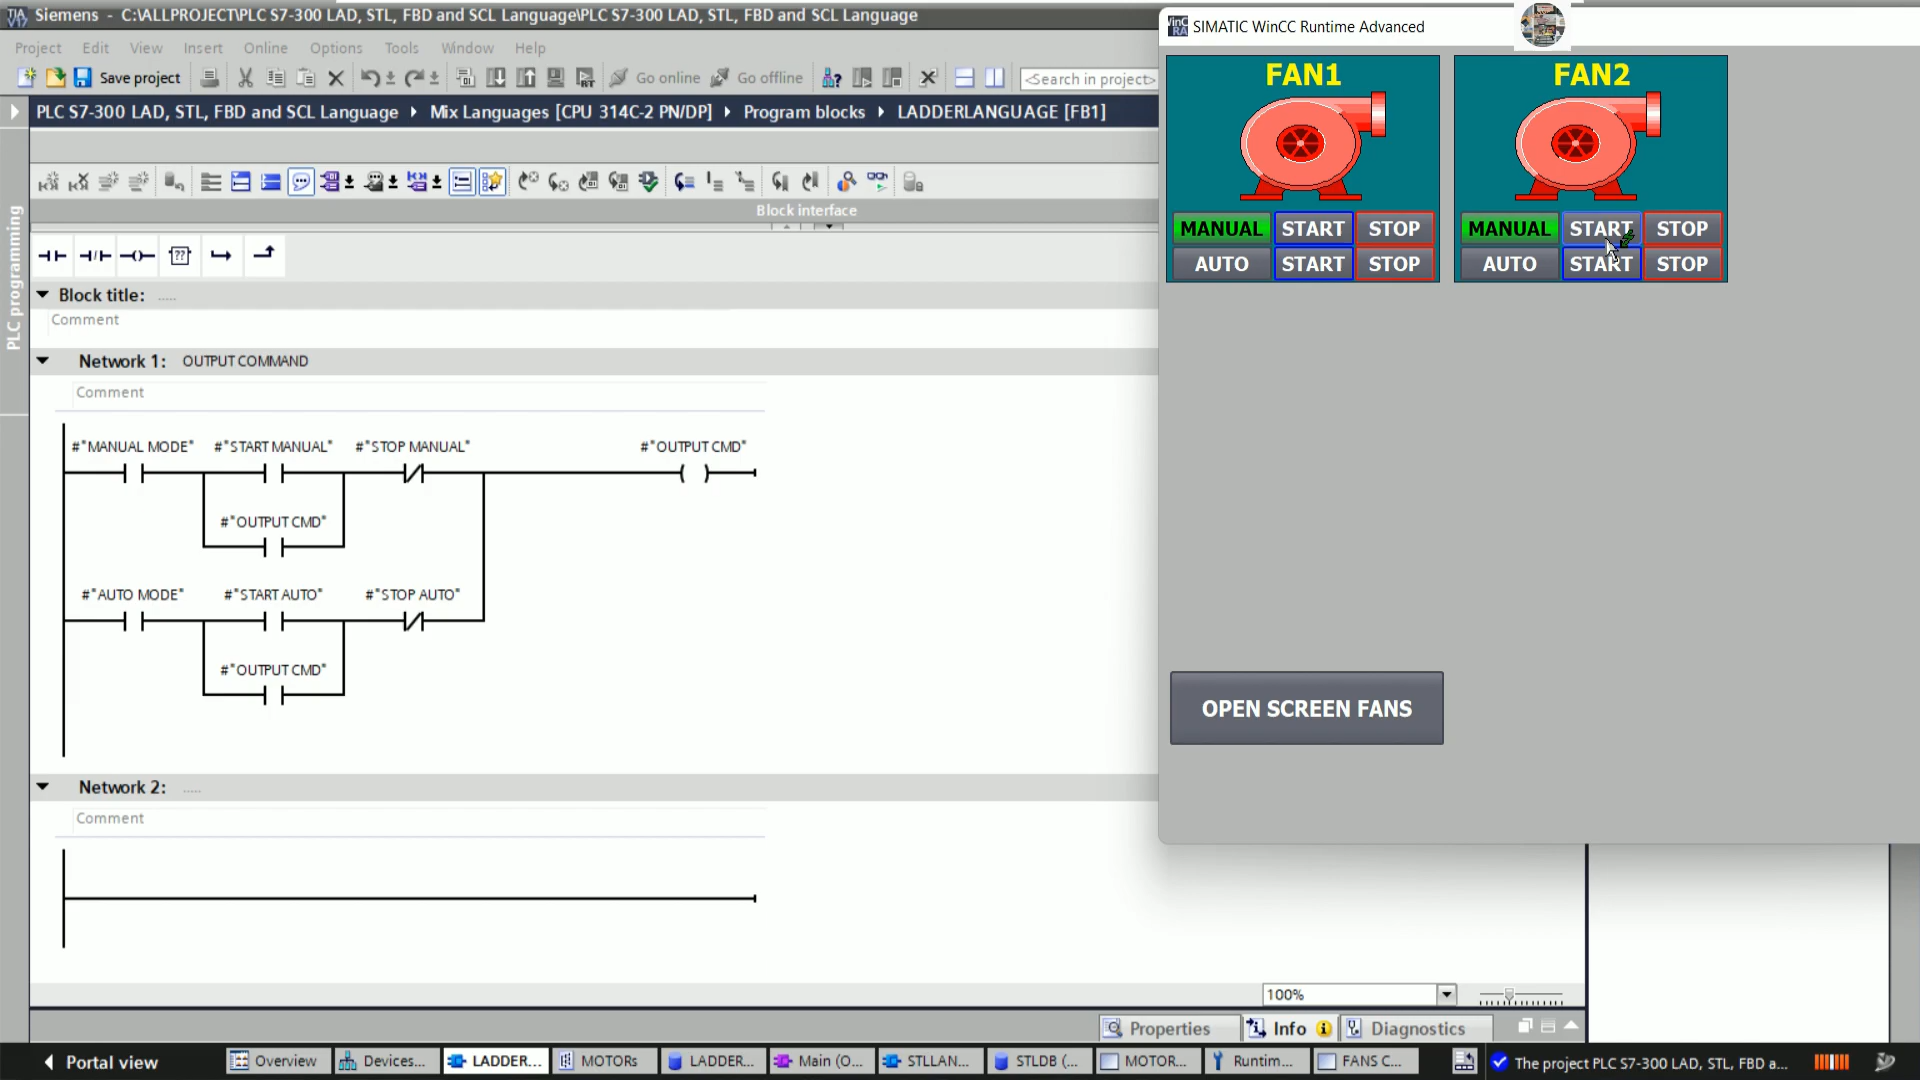 Siemens - C:\ALLPROJECT\PLC S7-300 LAD, STL, FBD and SCL Language\PLC S7-300 LAD, STL, FBD and SCL Language
Project Edit View Insert Online Options Tools Window Help
Save project Go online Go offline <Search in project>
PLC S7-300 LAD, STL, FBD and SCL Language Mix Languages [CPU 314C-2 PN/DP] Program blocks LADDERLANGUAGE [FB1]
PLC programming
Block interface
??
Block title: .....
Comment
Network 1: OUTPUT COMMAND
Comment
#"MANUAL MODE" #"START MANUAL" #"STOP MANUAL" #"OUTPUT CMD"
#"OUTPUT CMD"
#"AUTO MODE" #"START AUTO" #"STOP AUTO"
#"OUTPUT CMD"
Network 2: .....
Comment
100%
Properties Info Diagnostics
Portal view Overview Devices... LADDER... MOTORs LADDER... Main (O... STLLAN... STLDB (... MOTOR... Runtim... FANS C... The project PLC S7-300 LAD, STL, FBD a...
SIMATIC WinCC Runtime Advanced
FAN1 FAN2
MANUAL START STOP MANUAL START STOP
AUTO START STOP AUTO START STOP
OPEN SCREEN FANS